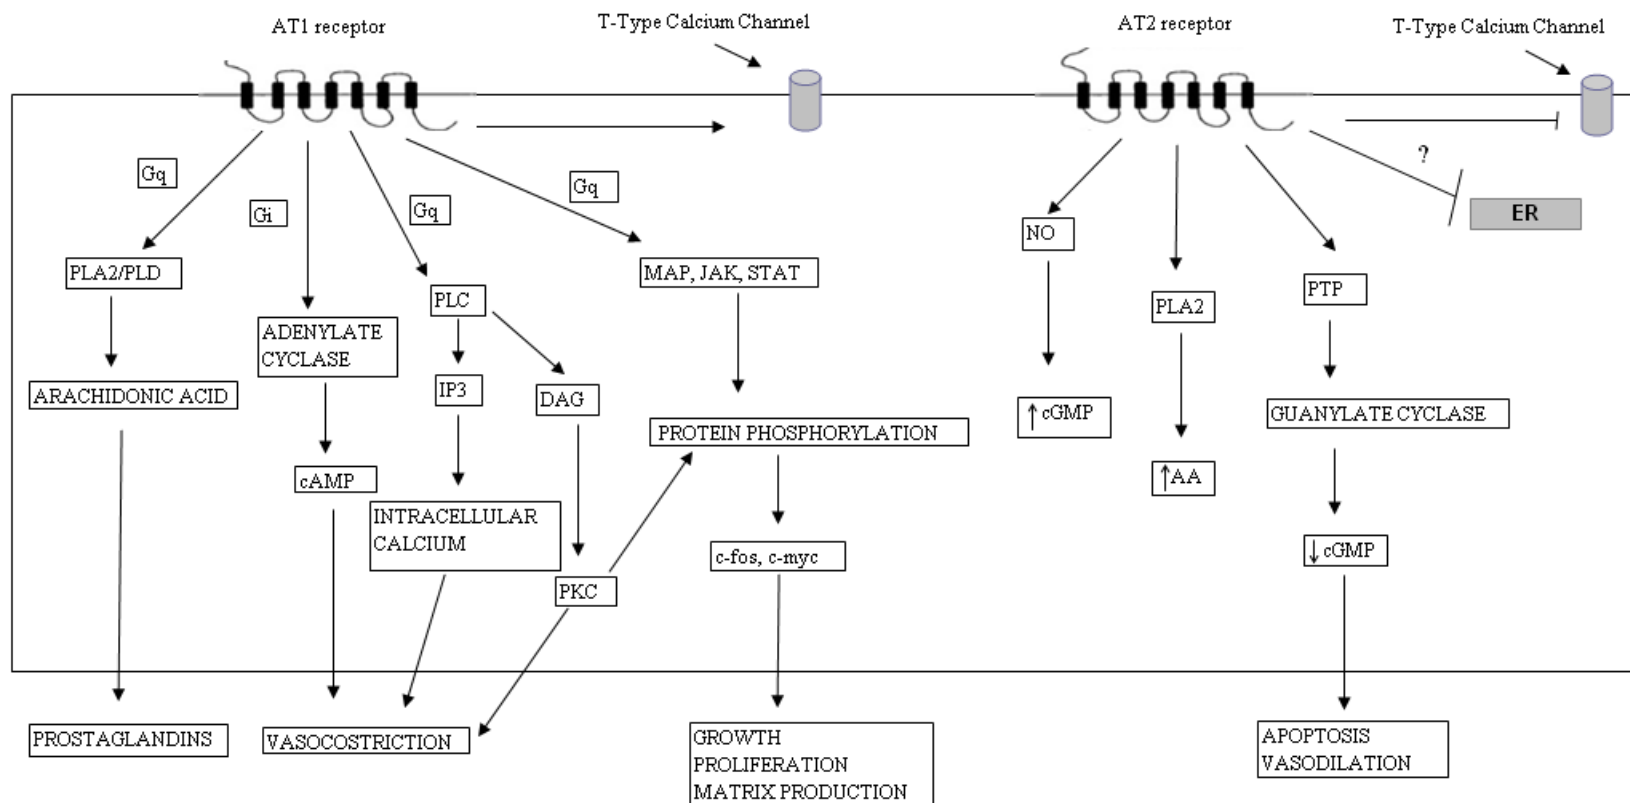 AT1 receptor
T-Type Calcium Channel
AT2 receptor
T-Type Calcium Channel
Gq
Gi
Gq
Gq
?
ER
NO
PLA2/PLD
MAP, JAK, STAT
PLC
PLA2
PTP
ADENYLATE
CYCLASE
IP3
DAG
ARACHIDONIC ACID
↑ cGMP
GUANYLATE CYCLASE
PROTEIN PHOSPHORYLATION
cAMP
↑AA
INTRACELLULAR
CALCIUM
c-fos, c-myc
↓ cGMP
PKC
PROSTAGLANDINS
VASOCOSTRICTION
GROWTH
PROLIFERATION
MATRIX PRODUCTION
APOPTOSIS
VASODILATION